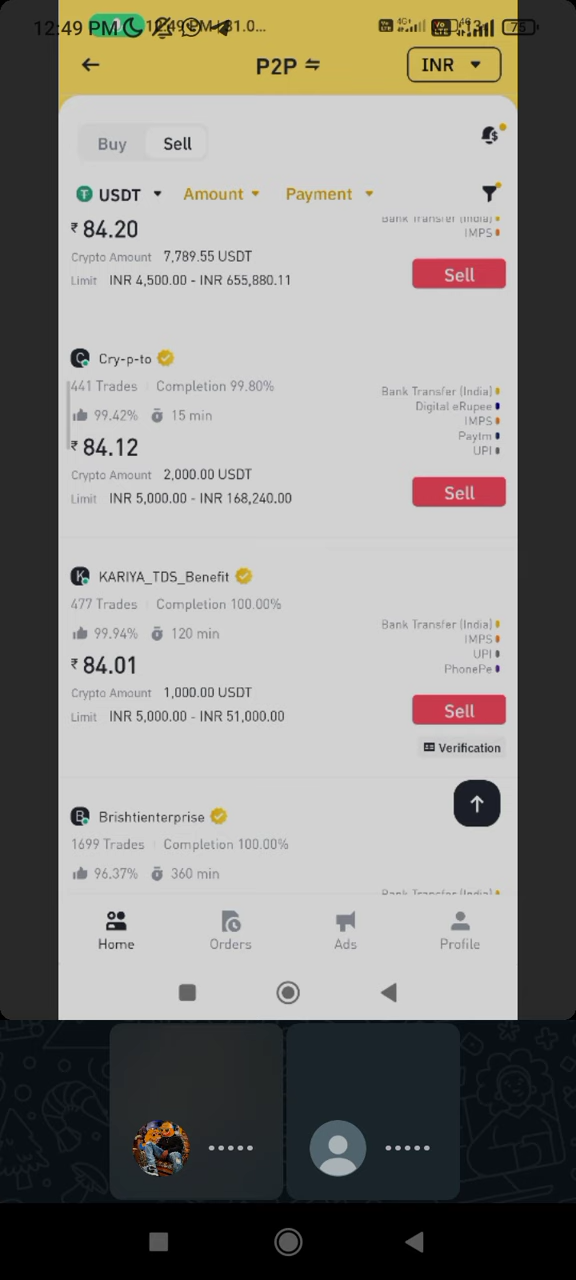 12:49 PM
75
P2P
INR
Buy Sell
USDT Amount Payment
₹ 84.20
Bank Transfer (India)
IMPS
Crypto Amount 7,789.55 USDT
Limit INR 4,500.00 - INR 655,880.11
Sell
Cry-p-to
441 Trades Completion 99.80%
99.42% 15 min
₹ 84.12
Bank Transfer (India)
Digital eRupee
IMPS
Paytm
UPI
Crypto Amount 2,000.00 USDT
Limit INR 5,000.00 - INR 168,240.00
Sell
KARIYA_TDS_Benefit
477 Trades Completion 100.00%
99.94% 120 min
₹ 84.01
Bank Transfer (India)
IMPS
UPI
PhonePe
Crypto Amount 1,000.00 USDT
Limit INR 5,000.00 - INR 51,000.00
Sell
Verification
Brishtienterprise
1699 Trades Completion 100.00%
96.37% 360 min
Bank Transfer (India)
Home Orders Ads Profile